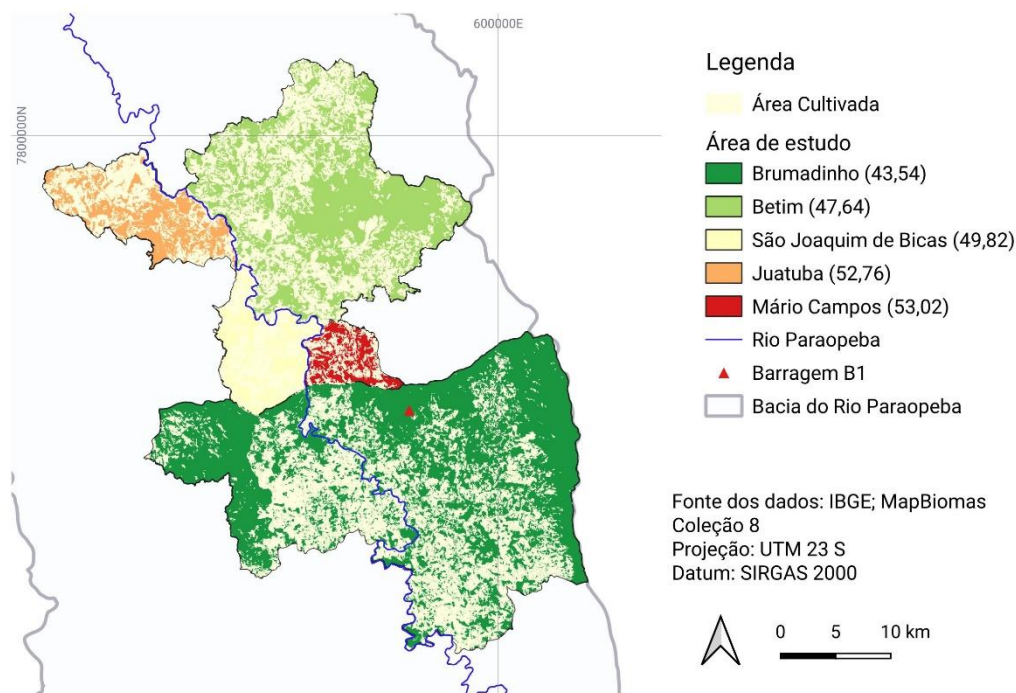 600000E
7800000N
Legenda
Área Cultivada
Área de estudo
Brumadinho (43,54)
Betim (47,64)
São Joaquim de Bicas (49,82)
Juatuba (52,76)
Mário Campos (53,02)
Rio Paraopeba
Barragem B1
Bacia do Rio Paraopeba
Fonte dos dados: IBGE; MapBiomas
Coleção 8
Projeção: UTM 23 S
Datum: SIRGAS 2000
0 5 10 km